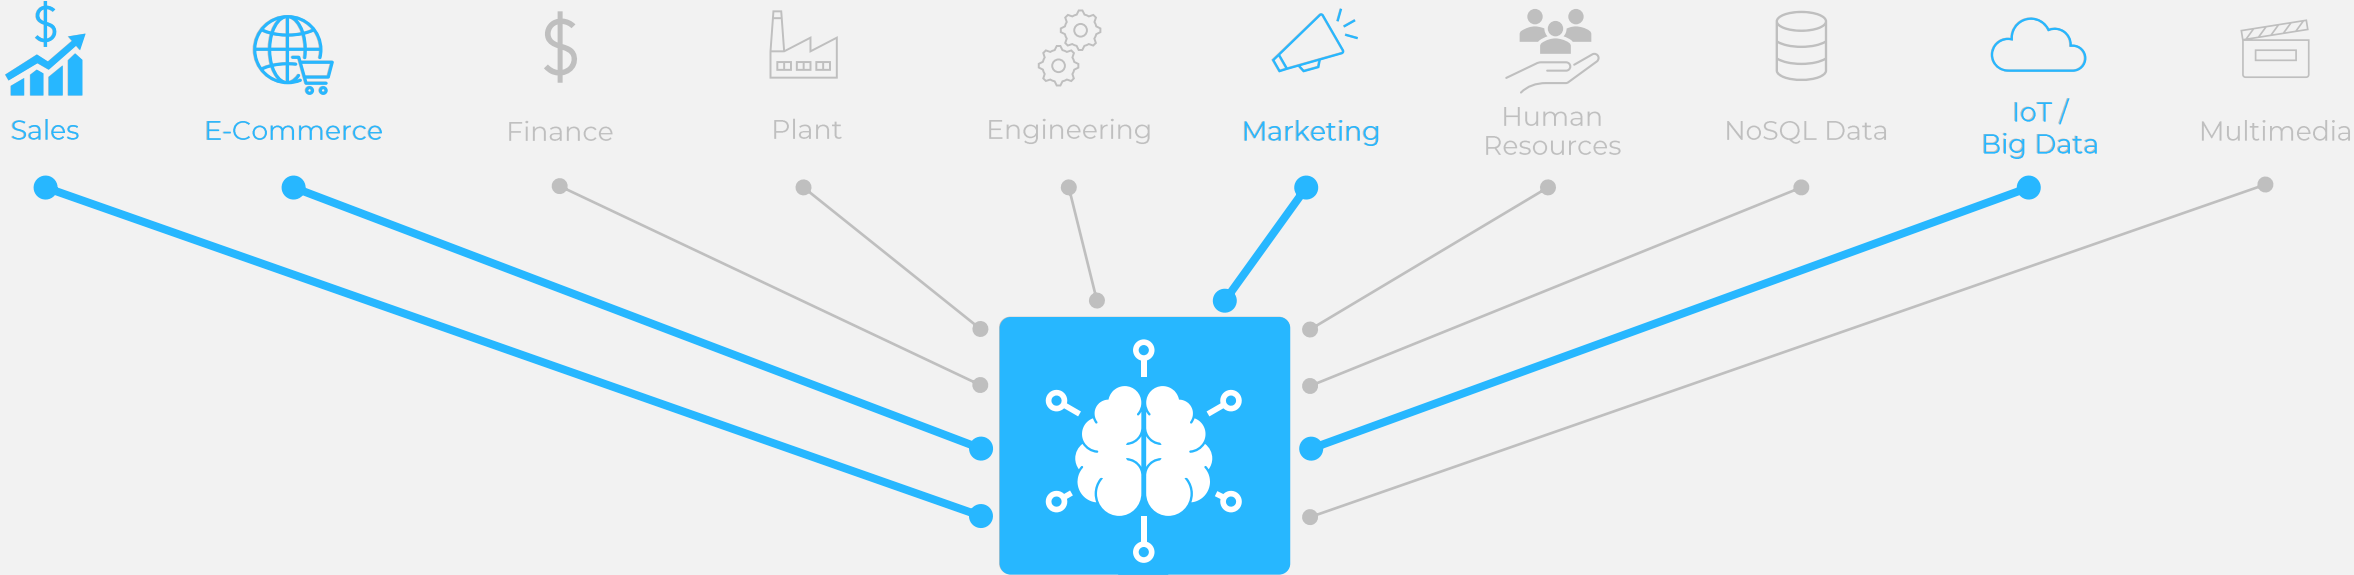 Sales
E-Commerce
Finance
Plant
Engineering
Marketing
Human
Resources
NoSQL Data
IoT /
Big Data
Multimedia